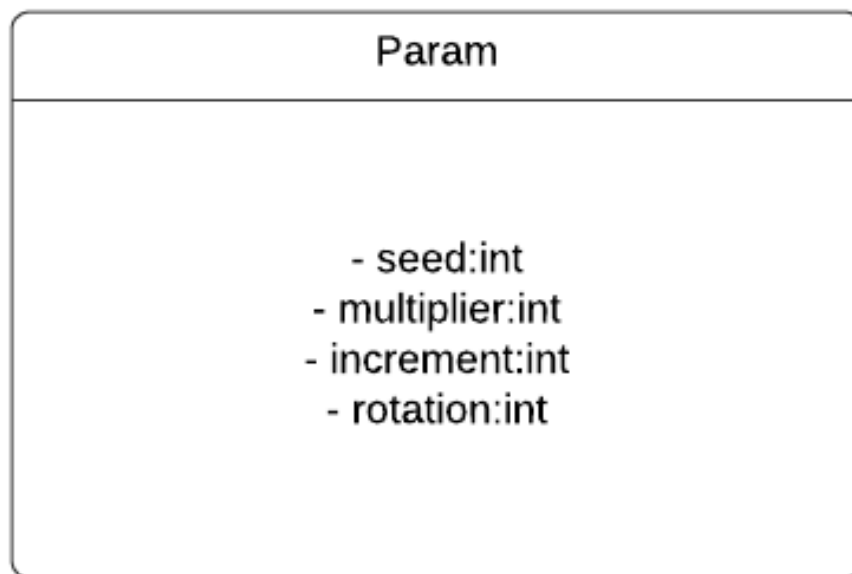 Param
- seed:int
- multiplier:int
- increment:int
- rotation:int